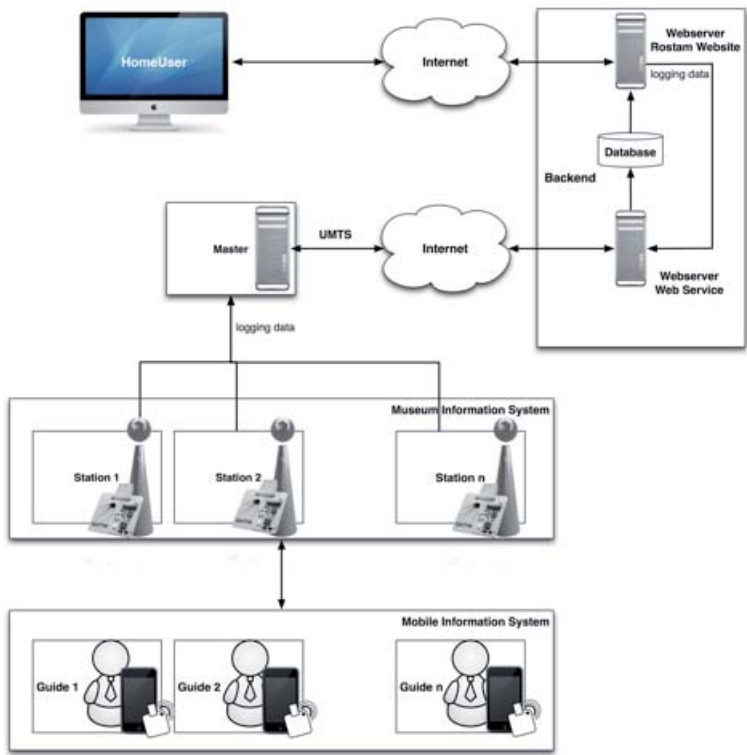 HomeUser
Internet
Webserver
Rostam Website
logging data
Database
Backend
Master
UMTS
Internet
Webserver
Web Service
logging data
Museum Information System
Station 1
Station 2
Station n
Mobile Information System
Guide 1
Guide 2
Guide n